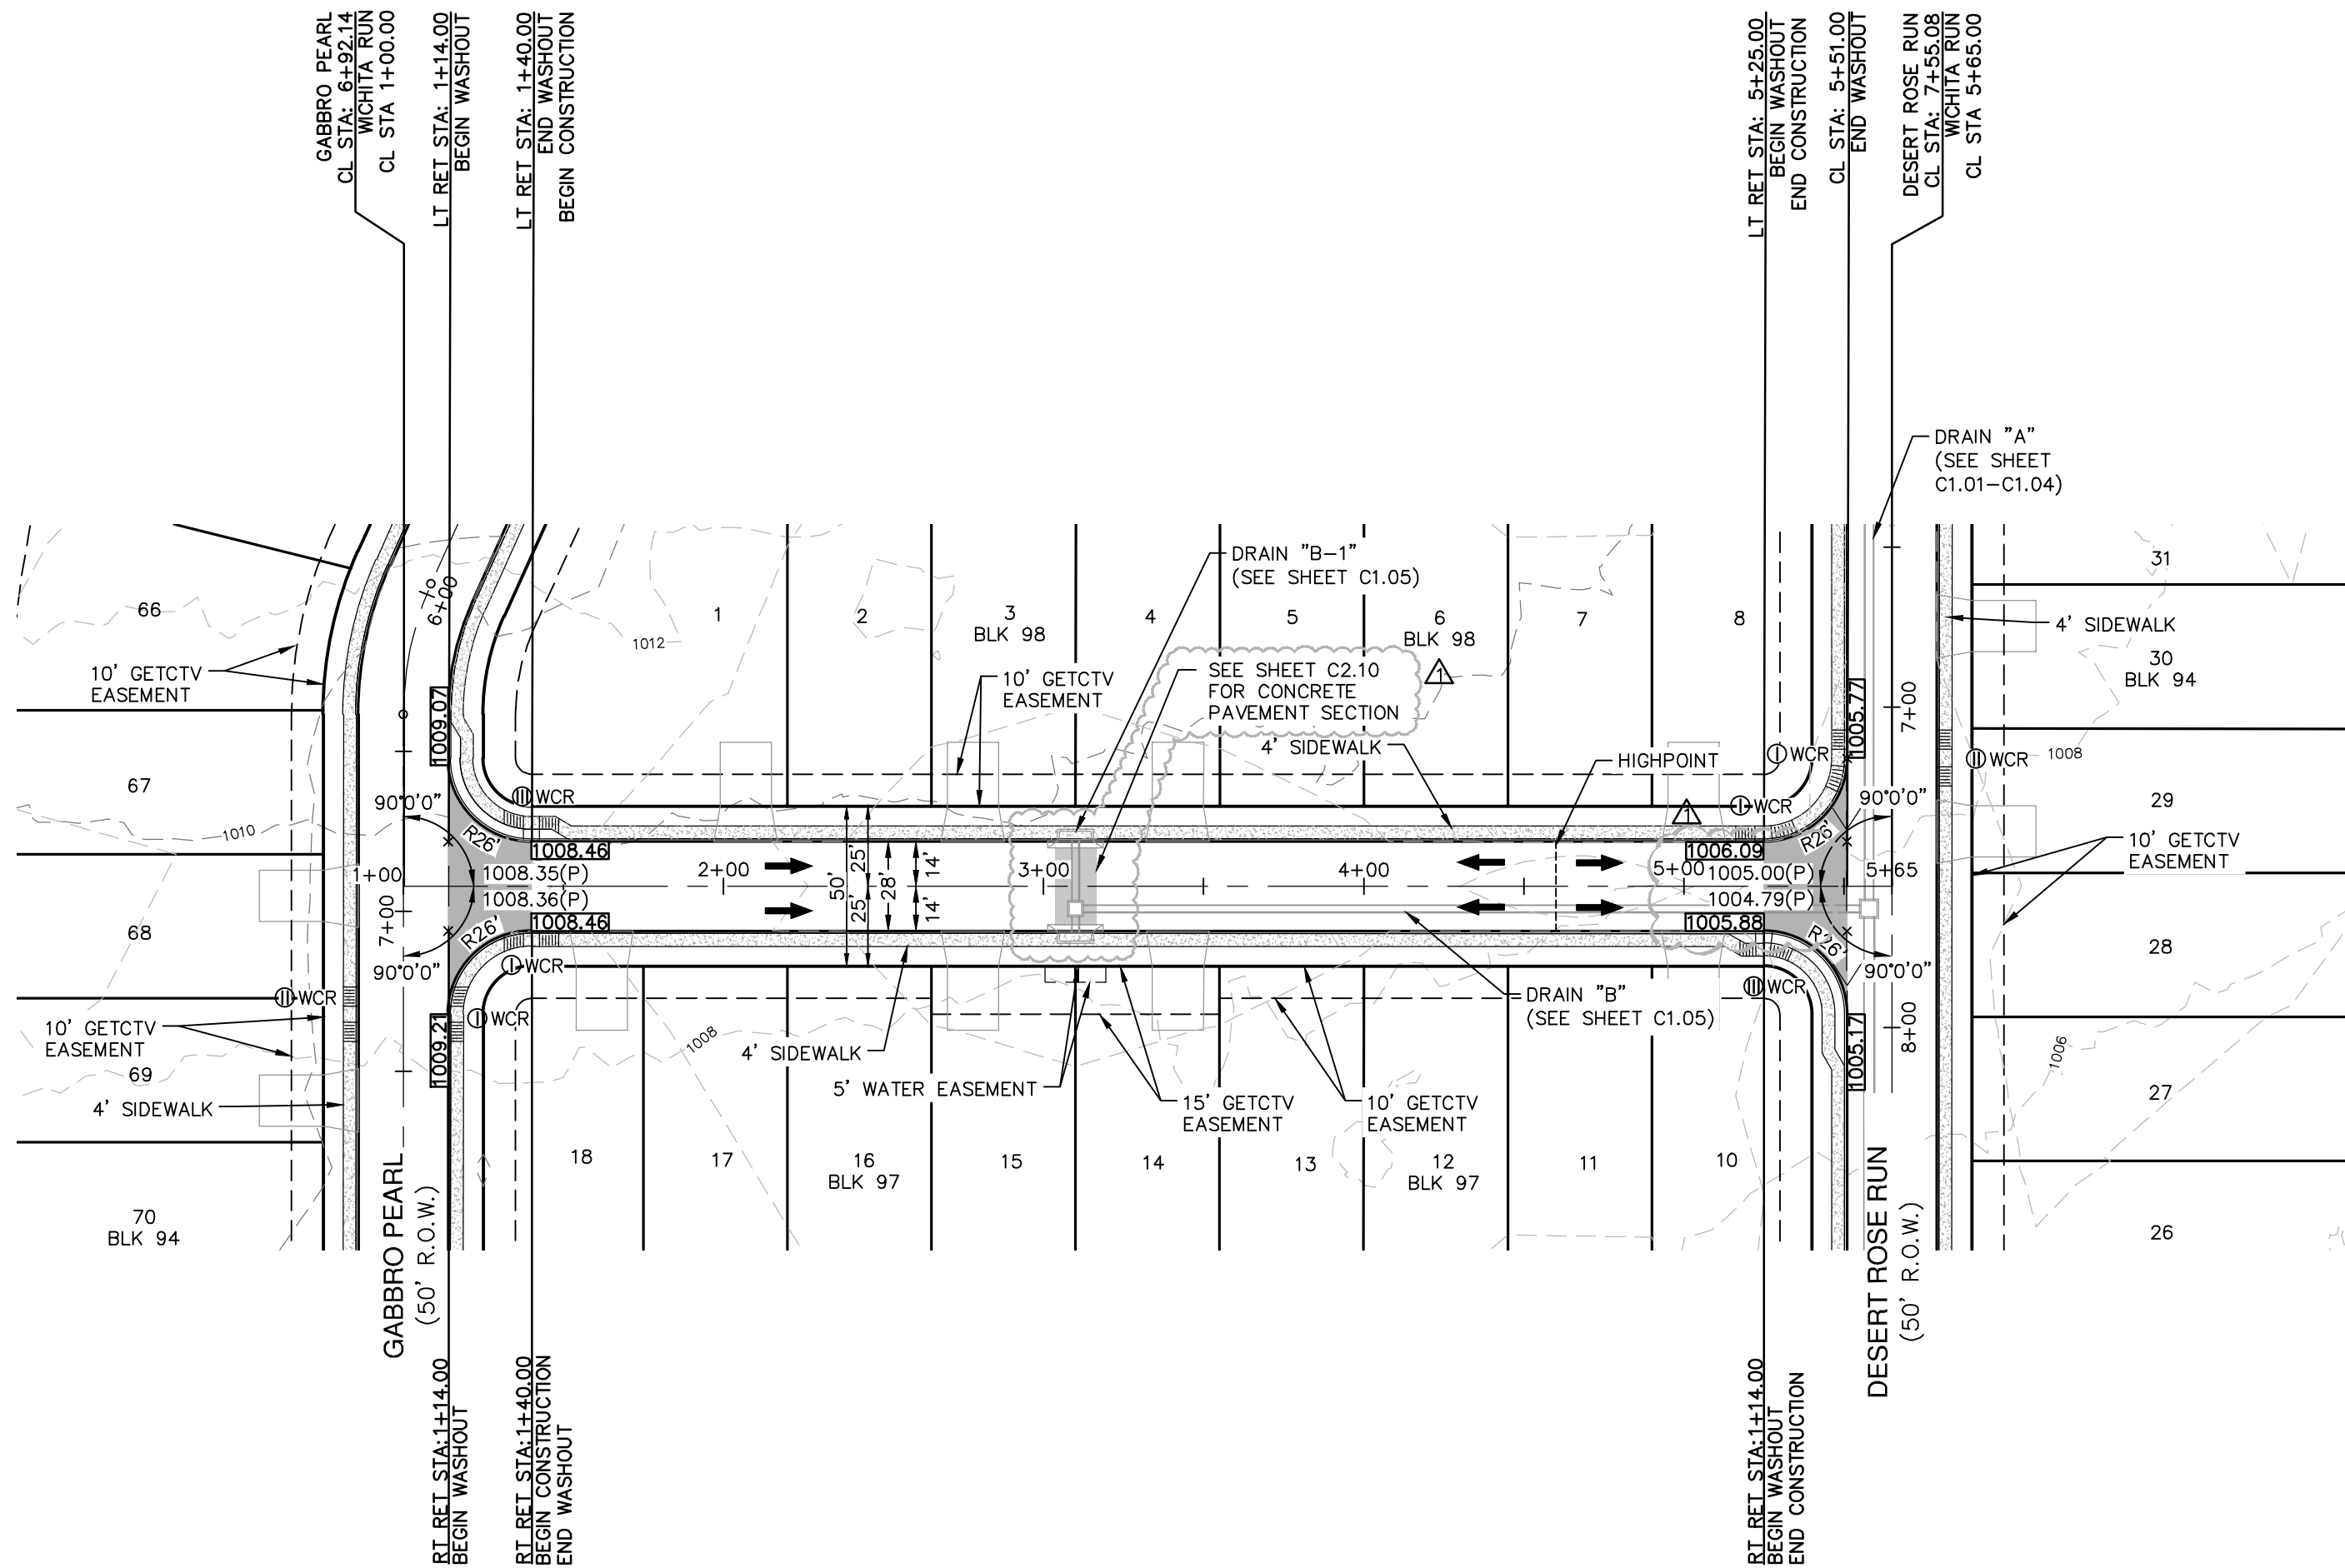 GABBRO PEARL
CL STA: 6+92.14
WICHITA RUN
CL STA 1+00.00
LT RET STA: 1+14.00
BEGIN WASHOUT
LT RET STA: 1+40.00
END WASHOUT
BEGIN CONSTRUCTION
LT RET STA: 5+25.00
BEGIN WASHOUT
END CONSTRUCTION
CL STA: 5+51.00
END WASHOUT
DESERT ROSE RUN
CL STA: 7+55.08
WICHITA RUN
CL STA 5+65.00
DRAIN "A"
(SEE SHEET
C1.01-C1.04)
DRAIN "B-1"
(SEE SHEET C1.05)
66
6+00
1012
1
2
3
BLK 98
4
5
6
BLK 98
7
8
31
4' SIDEWALK
30
BLK 94
10' GETCTV
EASEMENT
10' GETCTV
EASEMENT
SEE SHEET C2.10
FOR CONCRETE
PAVEMENT SECTION
1
4' SIDEWALK
HIGHPOINT
1009.07
1005.77
7+00
I WCR
II WCR
1008
67
90°0'0"
III WCR
I WCR
1
90°0'0"
29
1010
R26'
R26'
10' GETCTV
EASEMENT
1008.46
1006.09
1+00
1008.35(P)
2+00
25'
14'
3+00
4+00
5+00
1005.00(P)
5+65
50'
28'
1008.36(P)
25'
14'
1004.79(P)
1008.46
1005.88
68
7+00
R26'
R26'
28
90°0'0"
I WCR
90°0'0"
II WCR
III WCR
DRAIN "B"
(SEE SHEET C1.05)
10' GETCTV
EASEMENT
1009.21
I WCR
1008
4' SIDEWALK
1005.17
8+00
1006
69
5' WATER EASEMENT
27
4' SIDEWALK
15' GETCTV
EASEMENT
10' GETCTV
EASEMENT
18
17
16
BLK 97
15
14
13
12
BLK 97
11
10
70
BLK 94
26
GABBRO PEARL
(50' R.O.W.)
DESERT ROSE RUN
(50' R.O.W.)
RT RET STA:1+14.00
BEGIN WASHOUT
RT RET STA:1+40.00
BEGIN CONSTRUCTION
END WASHOUT
RT RET STA:1+14.00
BEGIN WASHOUT
END CONSTRUCTION